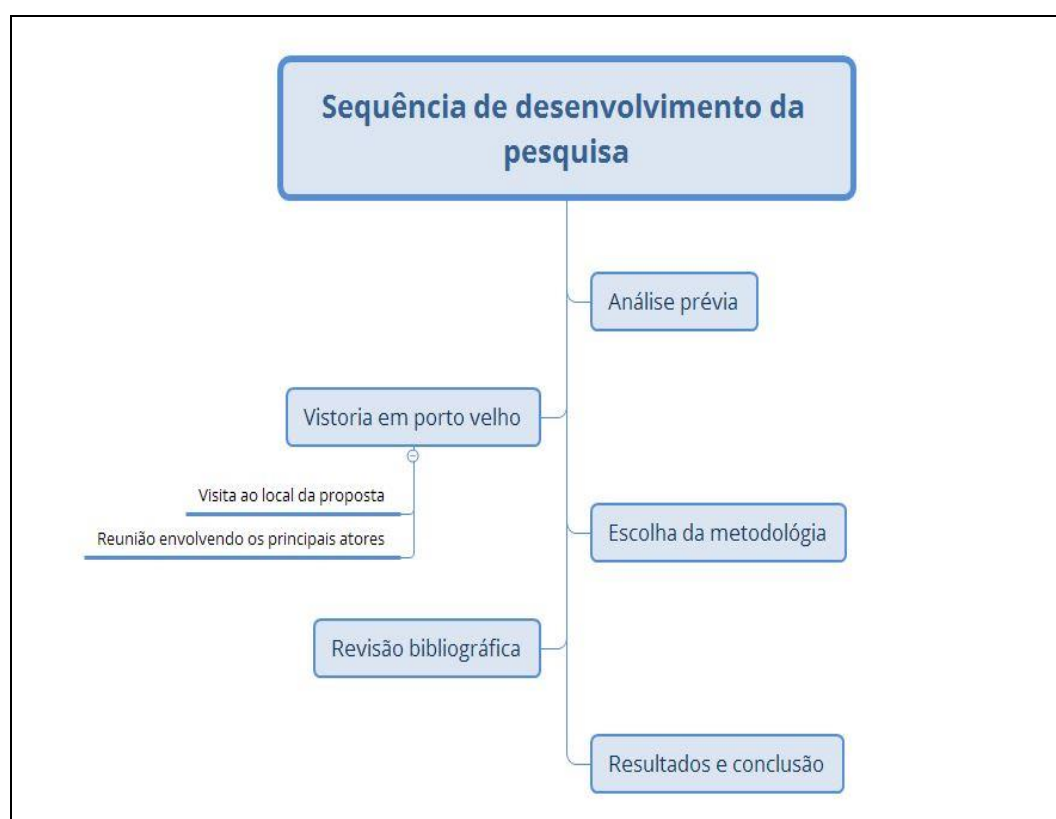 Sequência de desenvolvimento da
pesquisa
Análise prévia
Vistoria em porto velho
Visita ao local da proposta
Reunião envolvendo os principais atores
Escolha da metodológia
Revisão bibliográfica
Resultados e conclusão